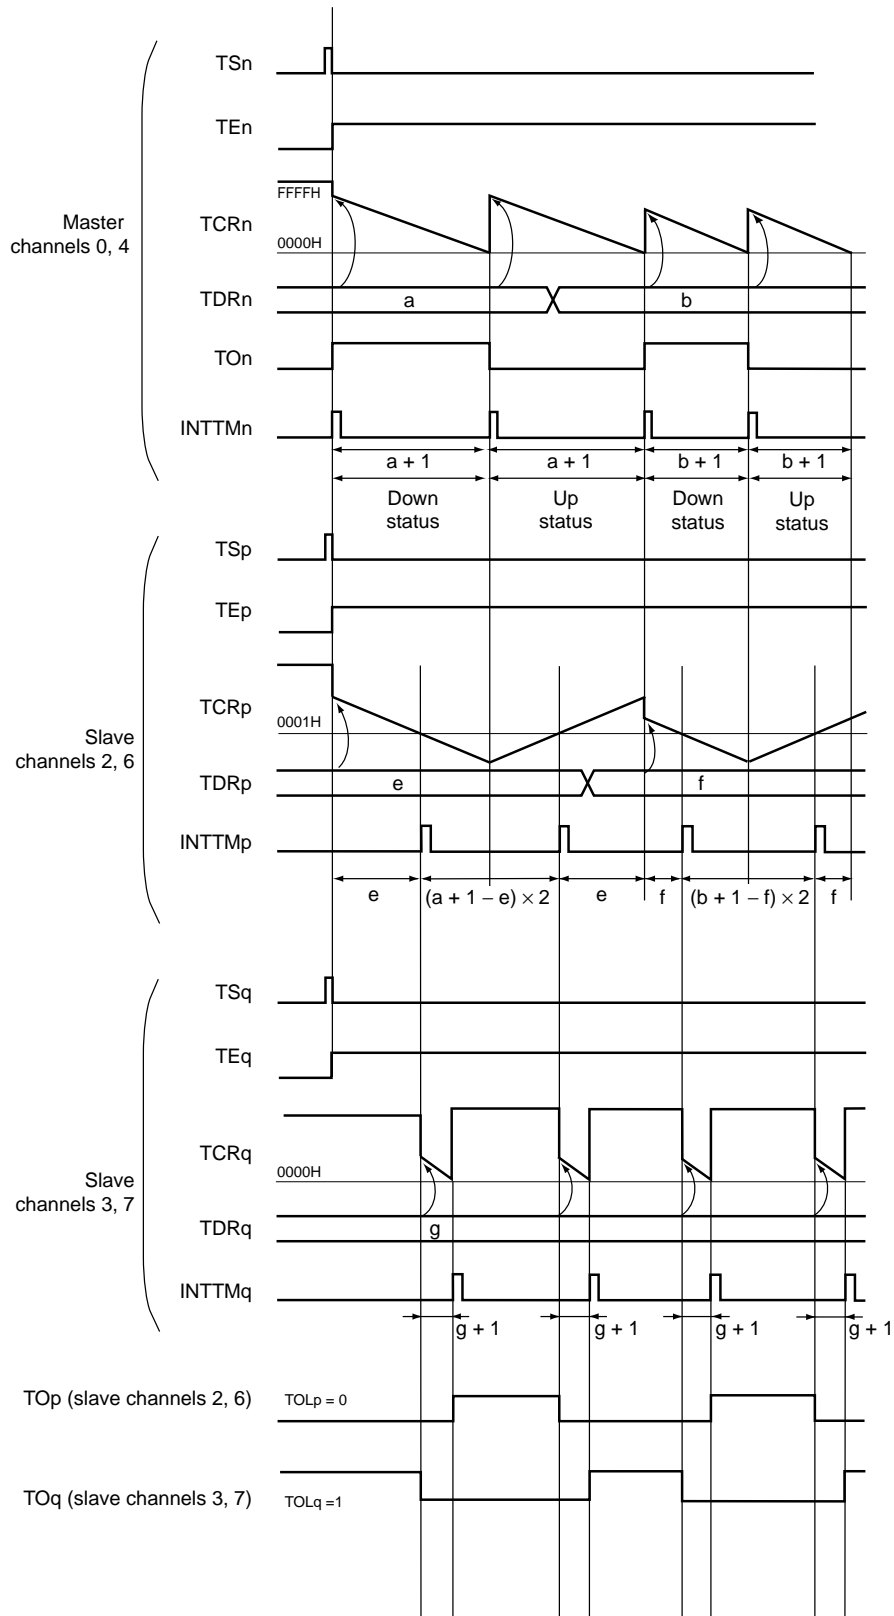 TSn
TEn
FFFFH
Master
channels 0, 4
TCRn
0000H
TDRn
a
b
TOn
INTTMn
a + 1
a + 1
b + 1
b + 1
Down
status
Up
status
Down
status
Up
status
TSp
TEp
TCRp
0001H
Slave
channels 2, 6
TDRp
e
f
INTTMp
e
(a + 1 – e) × 2
e
f
(b + 1 – f) × 2
f
TSq
TEq
TCRq
0000H
Slave
channels 3, 7
TDRq
g
INTTMq
g + 1
g + 1
g + 1
g + 1
TOp (slave channels 2, 6)
TOLp = 0
TOq (slave channels 3, 7)
TOLq =1